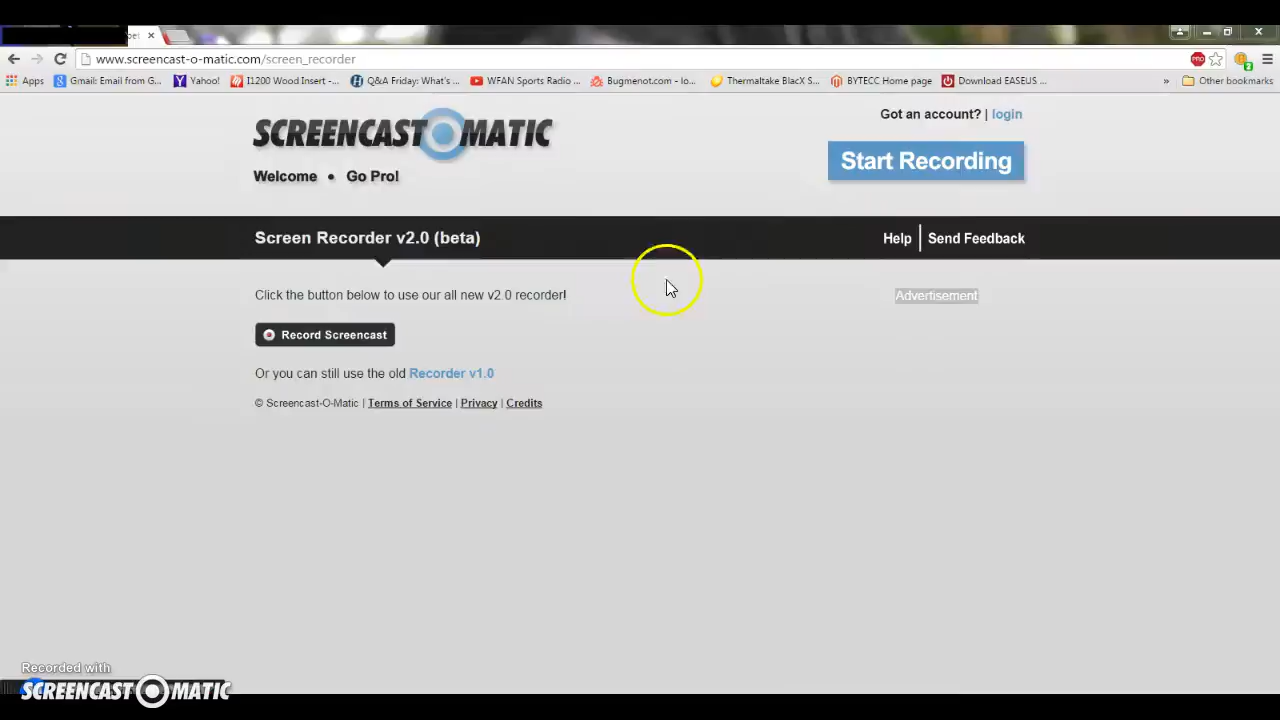 www.screencast-o-matic.com/screen_recorder
Apps Gmail: Email from G... Yahoo! I1200 Wood Insert -... Q&A Friday: What's ... WFAN Sports Radio ... Bugmenot.com - lo... Thermaltake BlacX S... BYTECC Home page Download EASEUS ... » Other bookmarks
SCREENCAST-O-MATIC
Got an account? | login
Start Recording
Welcome • Go Pro!
Screen Recorder v2.0 (beta)
Help | Send Feedback
Click the button below to use our all new v2.0 recorder!
Advertisement
Record Screencast
Or you can still use the old Recorder v1.0
© Screencast-O-Matic | Terms of Service | Privacy | Credits
Recorded with
SCREENCAST-O-MATIC